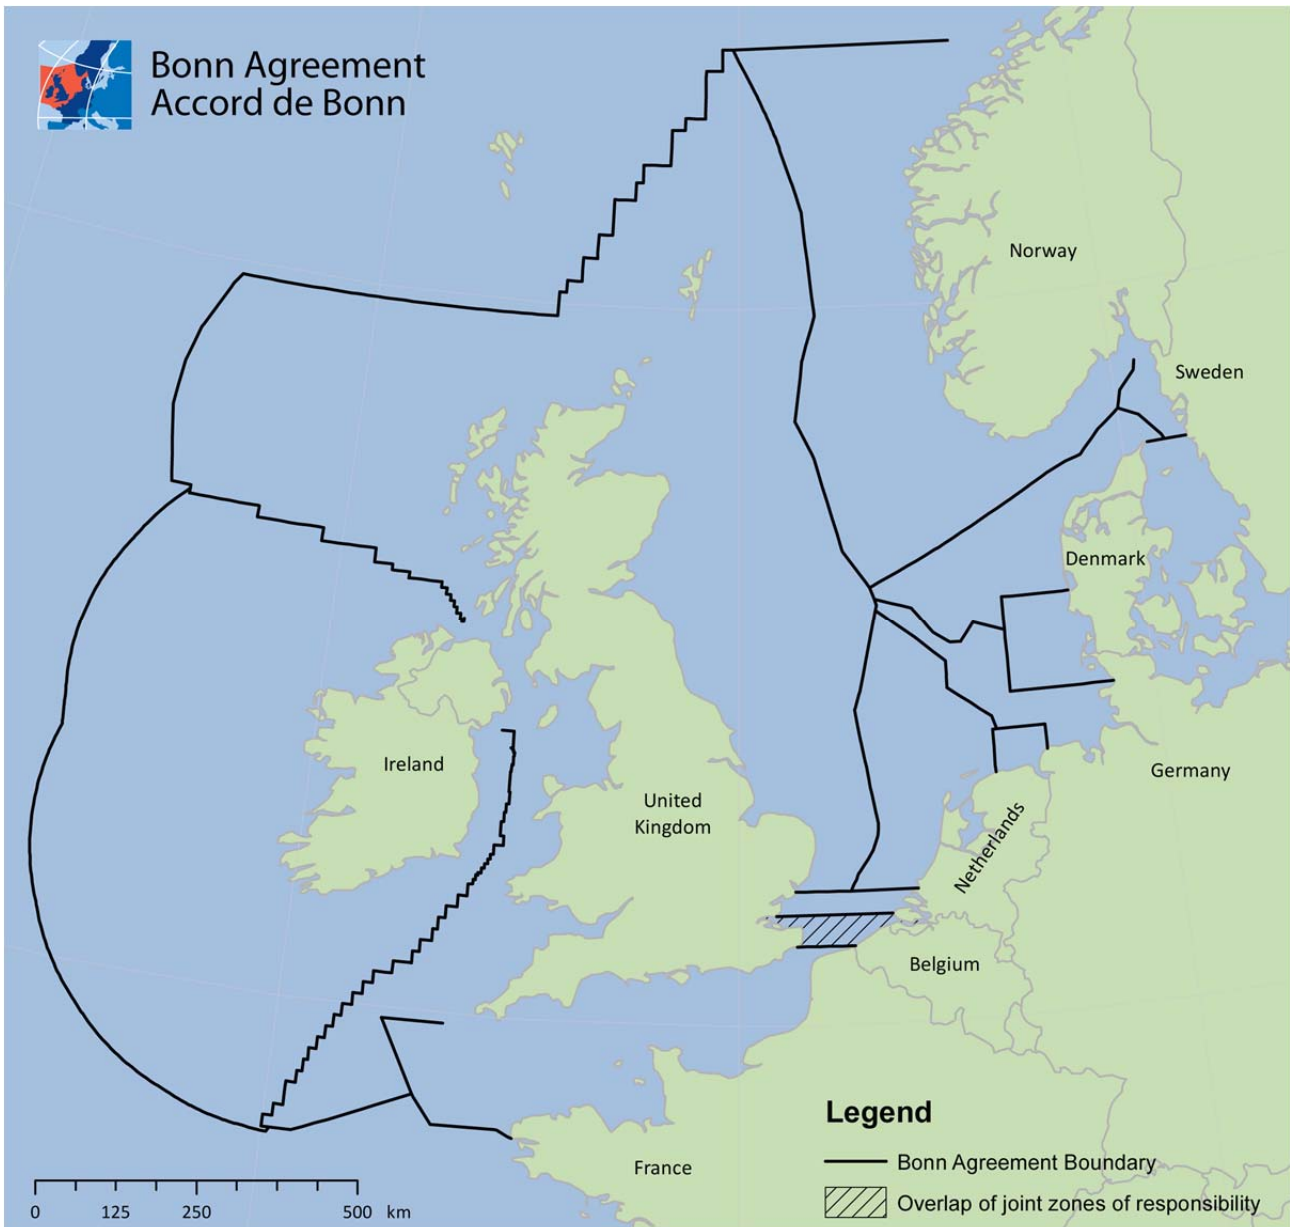 Bonn Agreement
Accord de Bonn
Norway
Sweden
Denmark
Ireland
United
Kingdom
Germany
Netherlands
Belgium
France
Legend
Bonn Agreement Boundary
Overlap of joint zones of responsibility
0 125 250 500 km